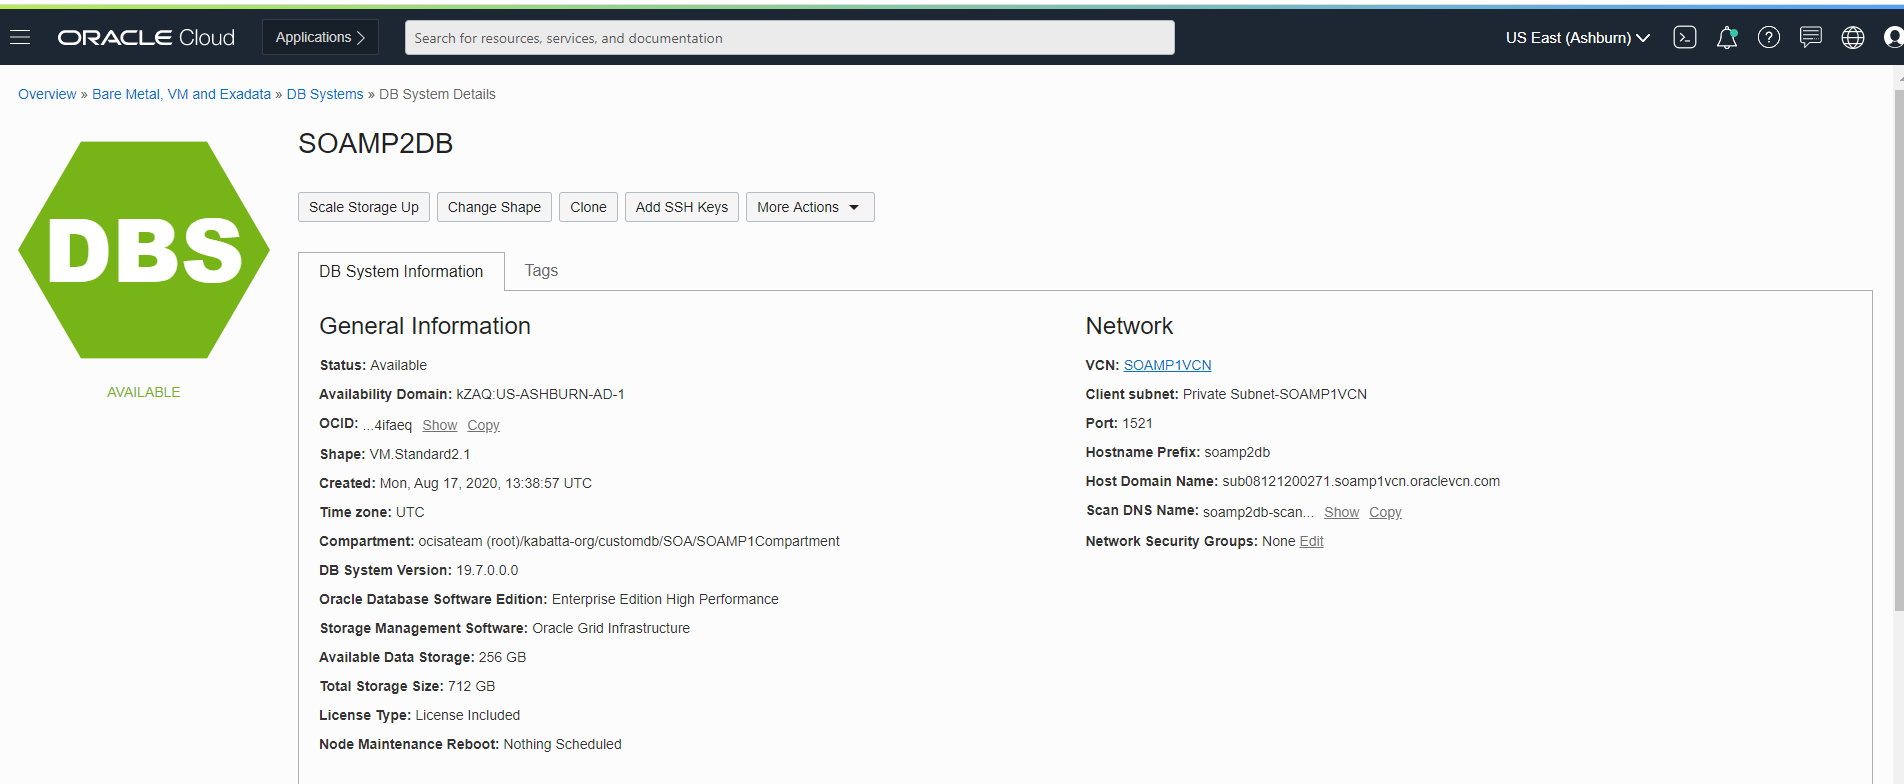 ORACLE Cloud Applications Search for resources, services, and documentation US East (Ashburn)
Overview » Bare Metal, VM and Exadata » DB Systems » DB System Details
DBS
AVAILABLE
SOAMP2DB
Scale Storage Up Change Shape Clone Add SSH Keys More Actions
DB System Information Tags
General Information
Status: Available
Availability Domain: kZAQ:US-ASHBURN-AD-1
OCID: ...4ifaeq Show Copy
Shape: VM.Standard2.1
Created: Mon, Aug 17, 2020, 13:38:57 UTC
Time zone: UTC
Compartment: ocisateam (root)/kabatta-org/customdb/SOA/SOAMP1Compartment
DB System Version: 19.7.0.0.0
Oracle Database Software Edition: Enterprise Edition High Performance
Storage Management Software: Oracle Grid Infrastructure
Available Data Storage: 256 GB
Total Storage Size: 712 GB
License Type: License Included
Node Maintenance Reboot: Nothing Scheduled
Network
VCN: SOAMP1VCN
Client subnet: Private Subnet-SOAMP1VCN
Port: 1521
Hostname Prefix: soamp2db
Host Domain Name: sub08121200271.soamp1vcn.oraclevcn.com
Scan DNS Name: soamp2db-scan... Show Copy
Network Security Groups: None Edit